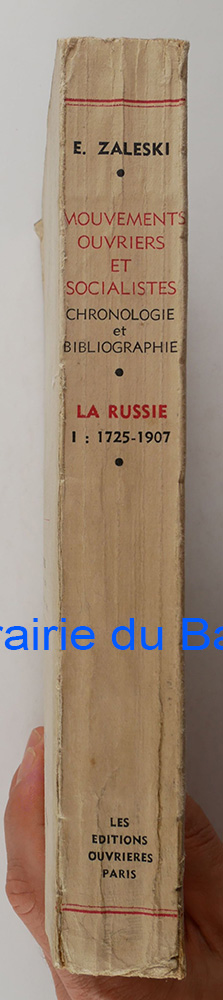 E. ZALESKI
MOUVEMENTS
OUVRIERS
ET
SOCIALISTES
CHRONOLOGIE
et
BIBLIOGRAPHIE
LA RUSSIE
I : 1725-1907
rairie du Ba
LES
EDITIONS
OUVRIERES
PARIS